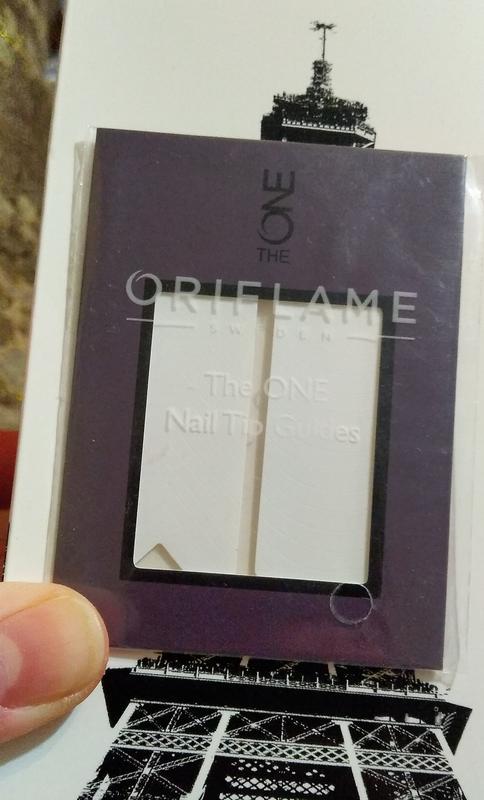 THE ONE
ORIFLAME
SWEDEN
The ONE
Nail Tip Guides